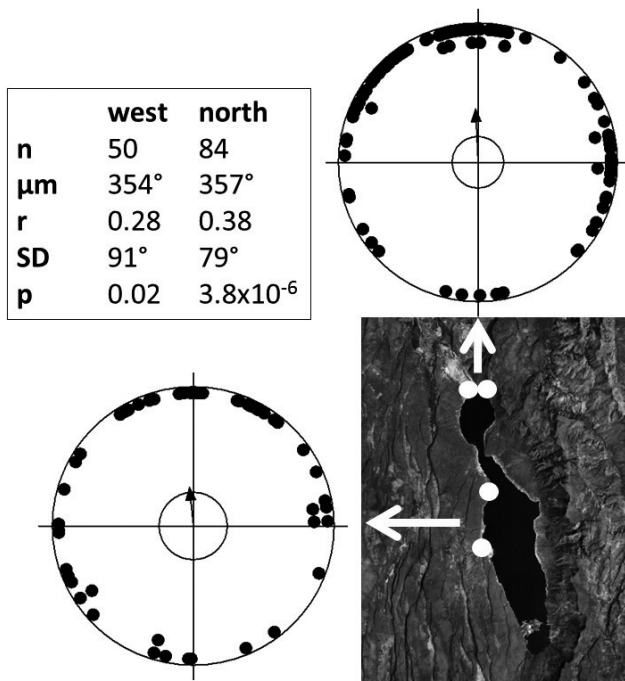 west north
n 50 84
µm 354° 357°
r 0.28 0.38
SD 91° 79°
p 0.02 3.8x10⁻⁶